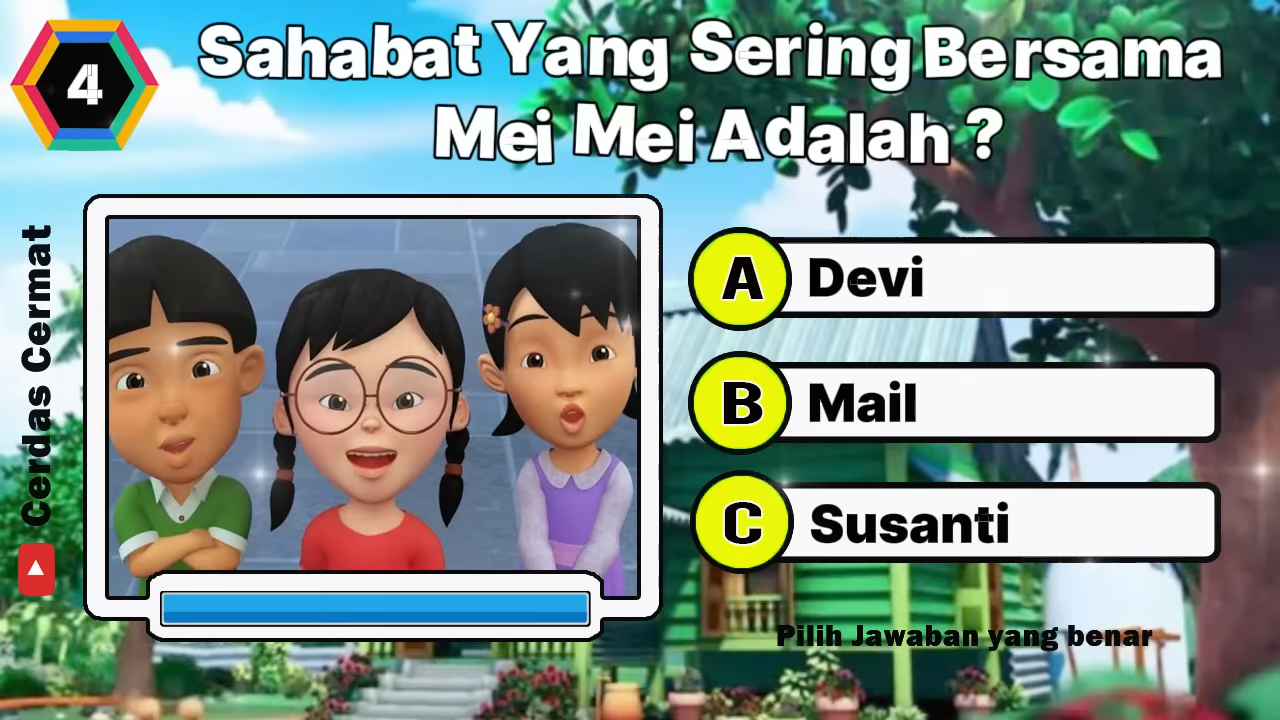 4
Sahabat Yang Sering Bersama
Mei Mei Adalah ?
Cerdas Cermat
A Devi
B Mail
C Susanti
Pilih Jawaban yang benar